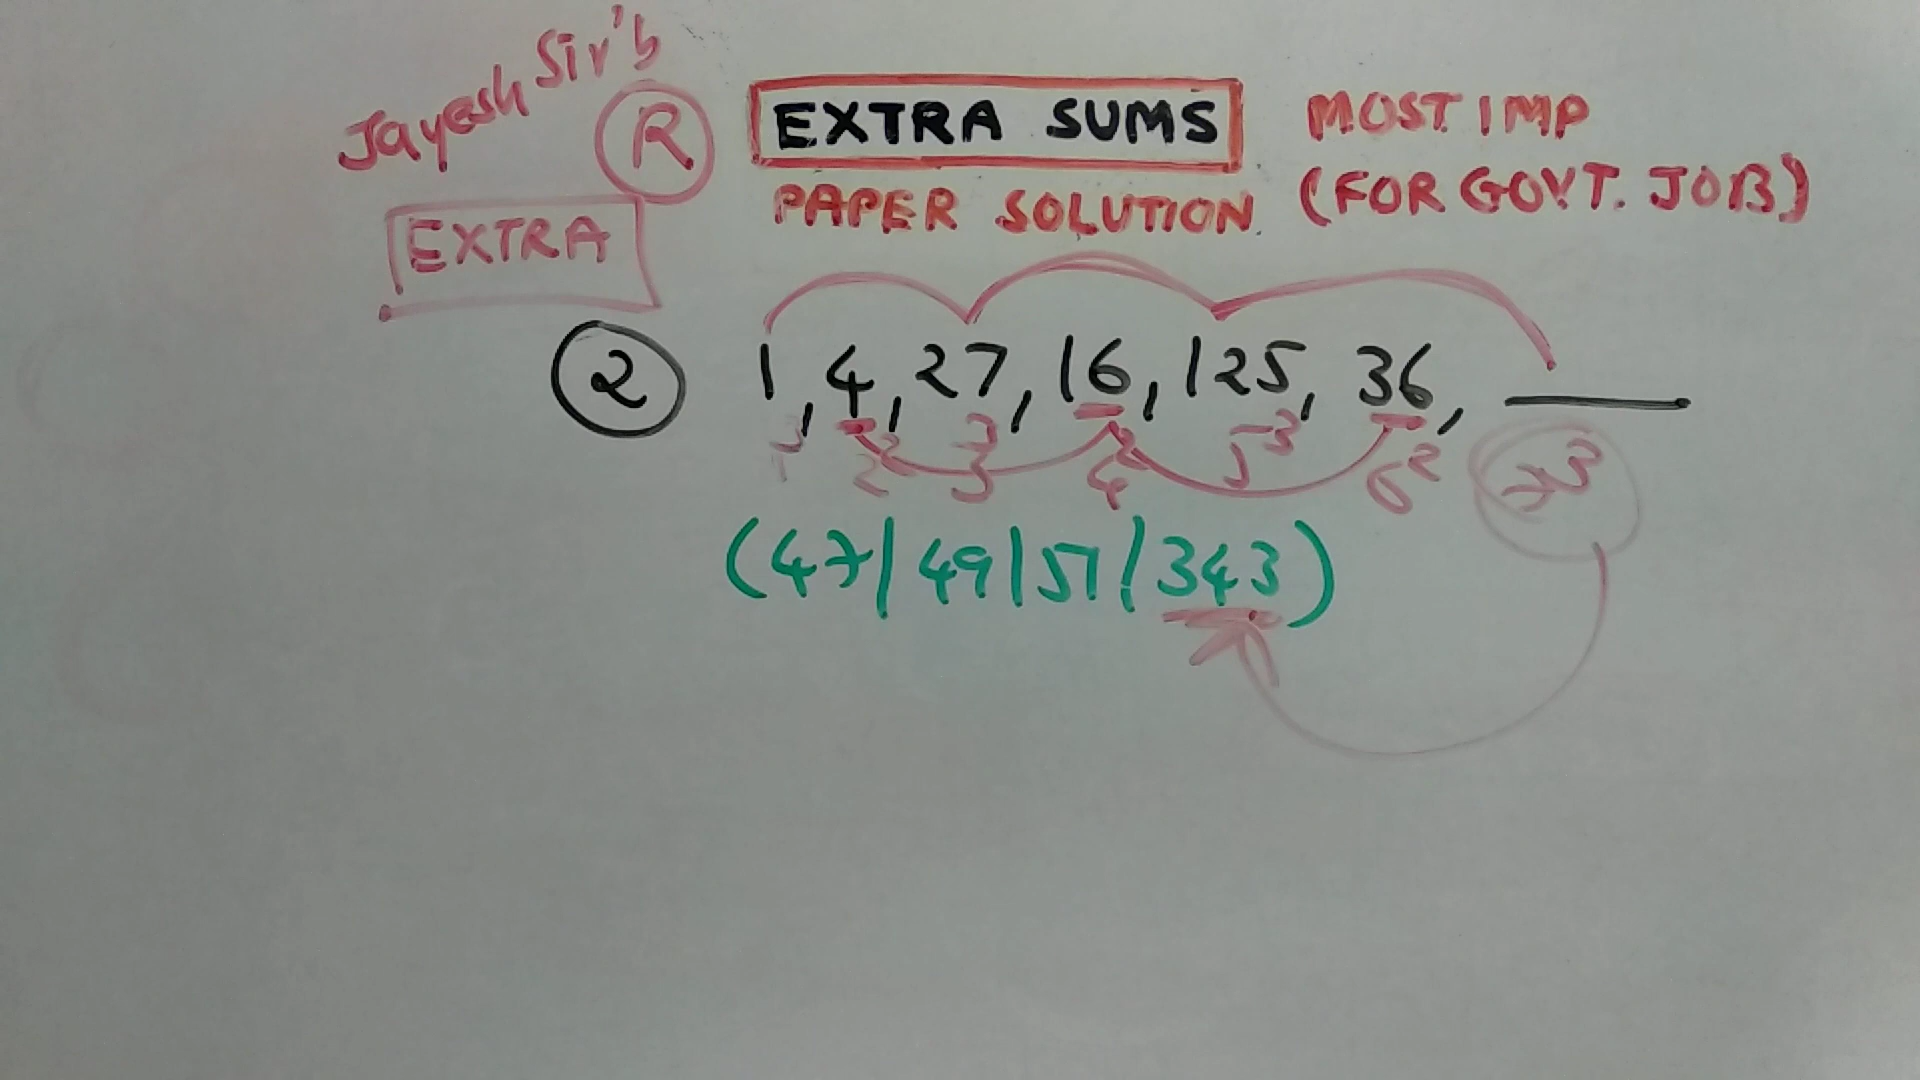 Jayesh Sir's
R
EXTRA
EXTRA SUMS
PAPER SOLUTION
MOST IMP
(FOR GOVT. JOB)
2 1, 4, 27, 16, 125, 36, ____
1³ 2² 3³ 4² 5³ 6² 7³
(47/49/51/343)